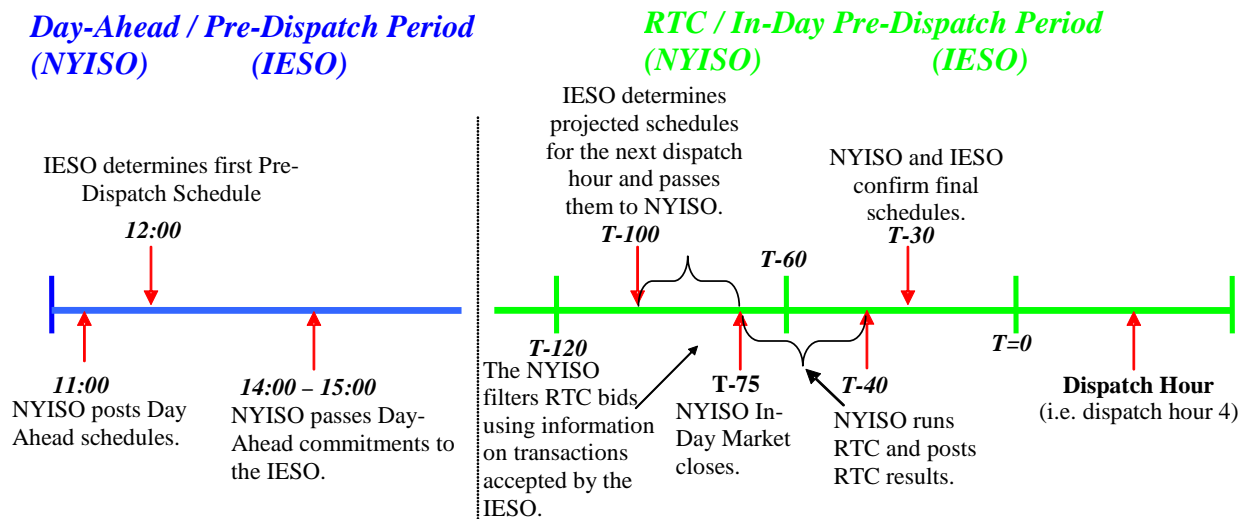 Day-Ahead / Pre-Dispatch Period
(NYISO) (IESO)
RTC / In-Day Pre-Dispatch Period
(NYISO) (IESO)
IESO determines first Pre-
Dispatch Schedule
12:00
11:00
NYISO posts Day
Ahead schedules.
14:00 – 15:00
NYISO passes Day-
Ahead commitments to
the IESO.
IESO determines
projected schedules
for the next dispatch
hour and passes
them to NYISO.
T-100
T-60
NYISO and IESO
confirm final
schedules.
T-30
T-120
The NYISO
filters RTC bids
using information
on transactions
accepted by the
IESO.
T-75
NYISO In-
Day Market
closes.
T-40
NYISO runs
RTC and posts
RTC results.
T=0
Dispatch Hour
(i.e. dispatch hour 4)